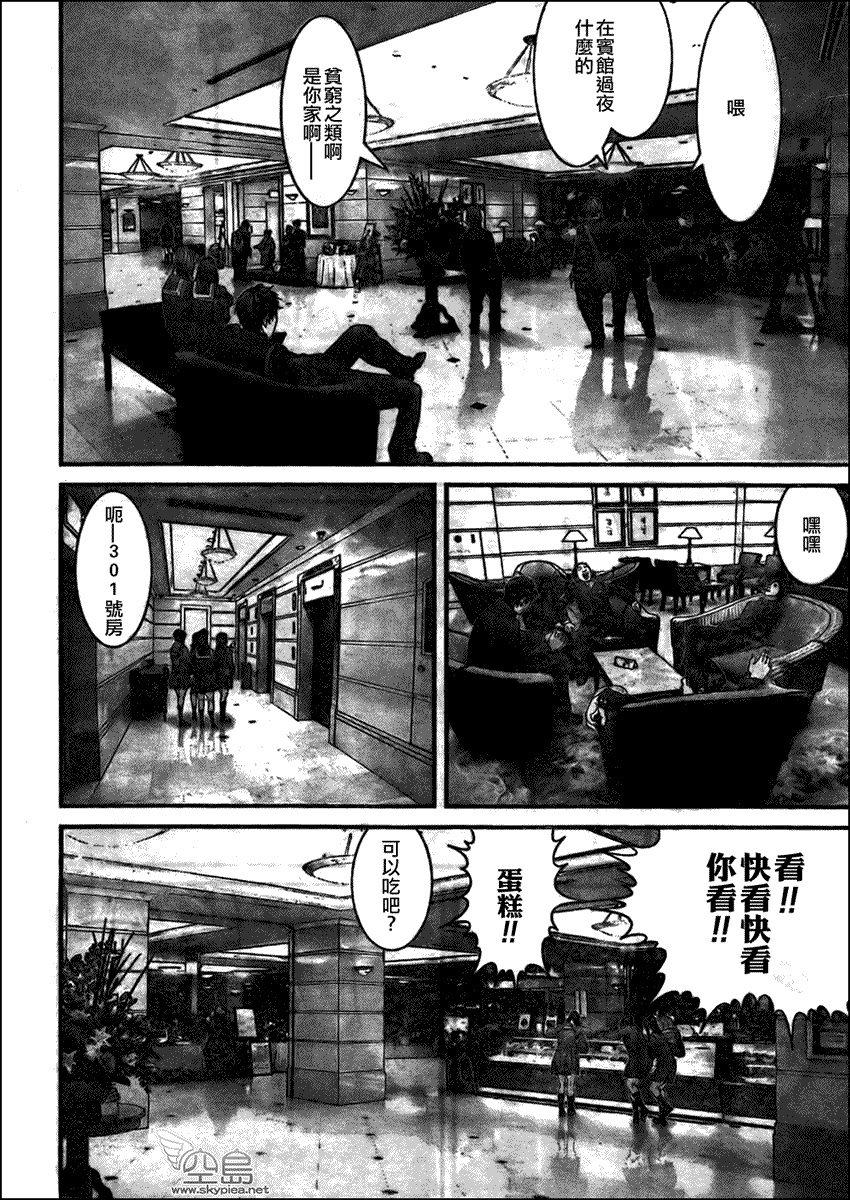 喂
在賓館過夜
什麼的
貧窮之類啊
是你家啊——
嘿
嘿
呃—301號房
看!!
快看快看
你看!!
蛋糕!!
可以吃吧?
空島
www.skypiea.net